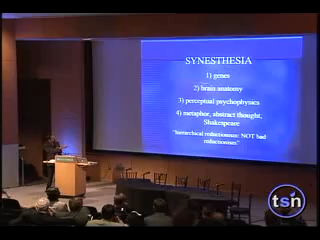 SYNESTHESIA
1) genes
2) brain anatomy
3) perceptual psychophysics
4) metaphor, abstract thought,
Shakespeare
"hierarchical reductionism: NOT bad
reductionism"
tsn
tsn